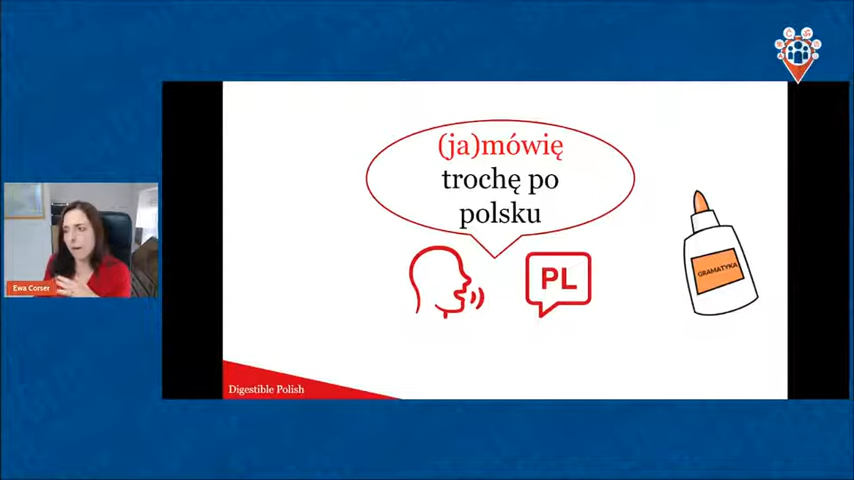 (ja)mówię
trochę po
polsku
GRAMATYKA
PL
Ewa Corser
Digestible Polish